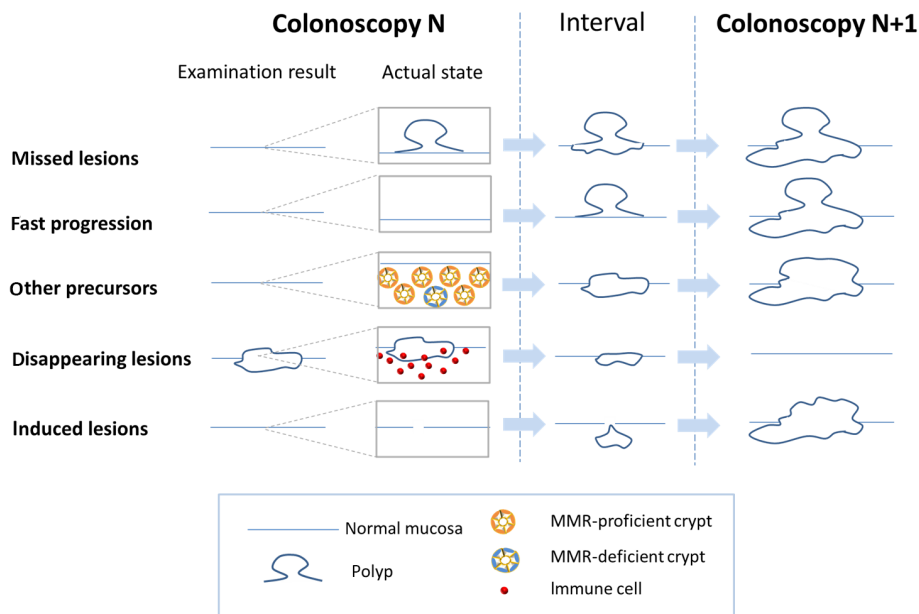 Colonoscopy N
Interval
Colonoscopy N+1
Examination result
Actual state
Missed lesions
Fast progression
Other precursors
Disappearing lesions
Induced lesions
Normal mucosa
Polyp
MMR-proficient crypt
MMR-deficient crypt
Immune cell